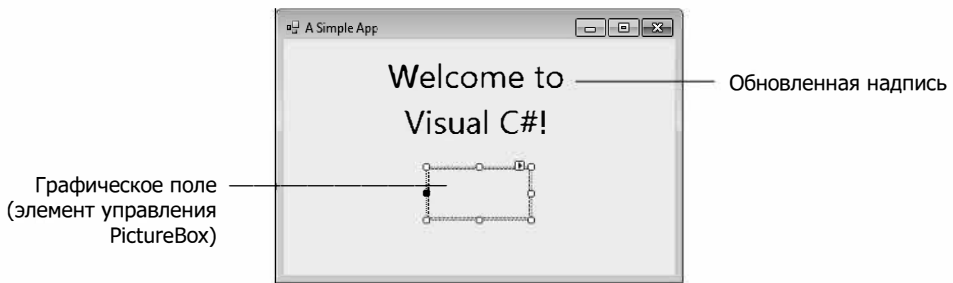 A Simple App
Welcome to
Visual C#!
Обновленная надпись
Графическое поле
(элемент управления
PictureBox)